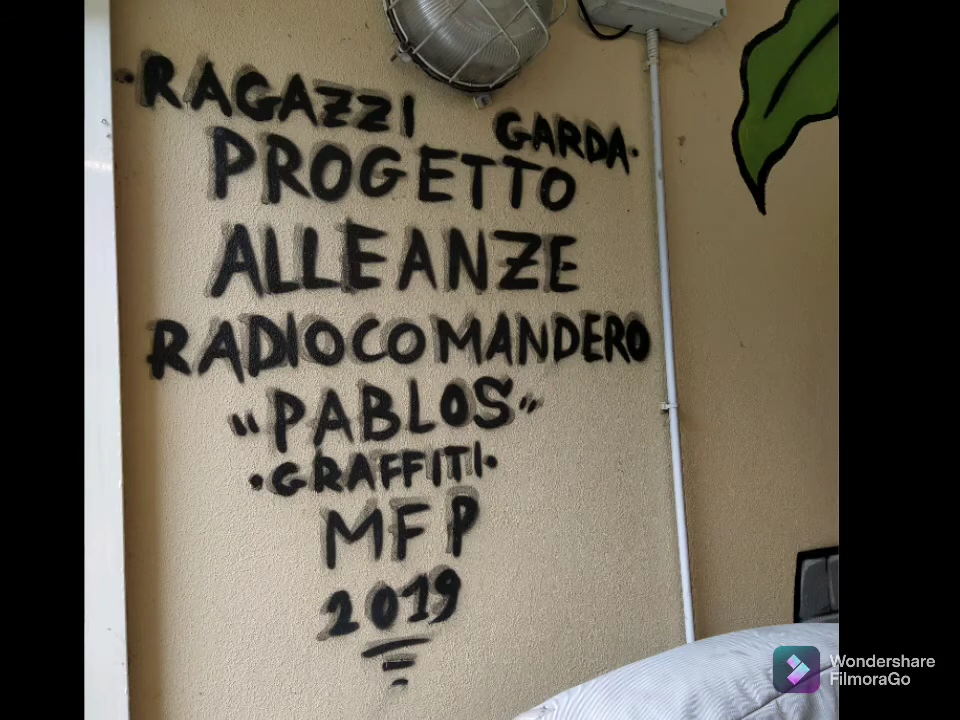 RAGAZZI GARDA.
PROGETTO
ALLEANZE
RADIOCOMANDERO
"PABLOS"
·GRAFFITI·
MFP
2019
Wondershare
FilmoraGo